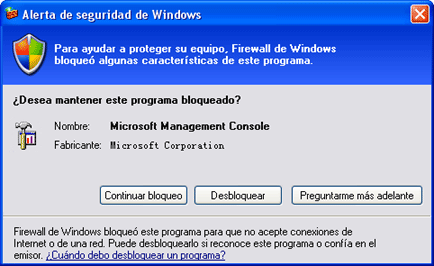 Alerta de seguridad de Windows
Para ayudar a proteger su equipo, Firewall de Windows
bloqueó algunas características de este programa.
¿Desea mantener este programa bloqueado?
Nombre: Microsoft Management Console
Fabricante: Microsoft Corporation
Continuar bloqueo Desbloquear Preguntarme más adelante
Firewall de Windows bloqueó este programa para que no acepte conexiones de
Internet o de una red. Puede desbloquearlo si reconoce este programa o confía en el
emisor. ¿Cuándo debo desbloquear un programa?